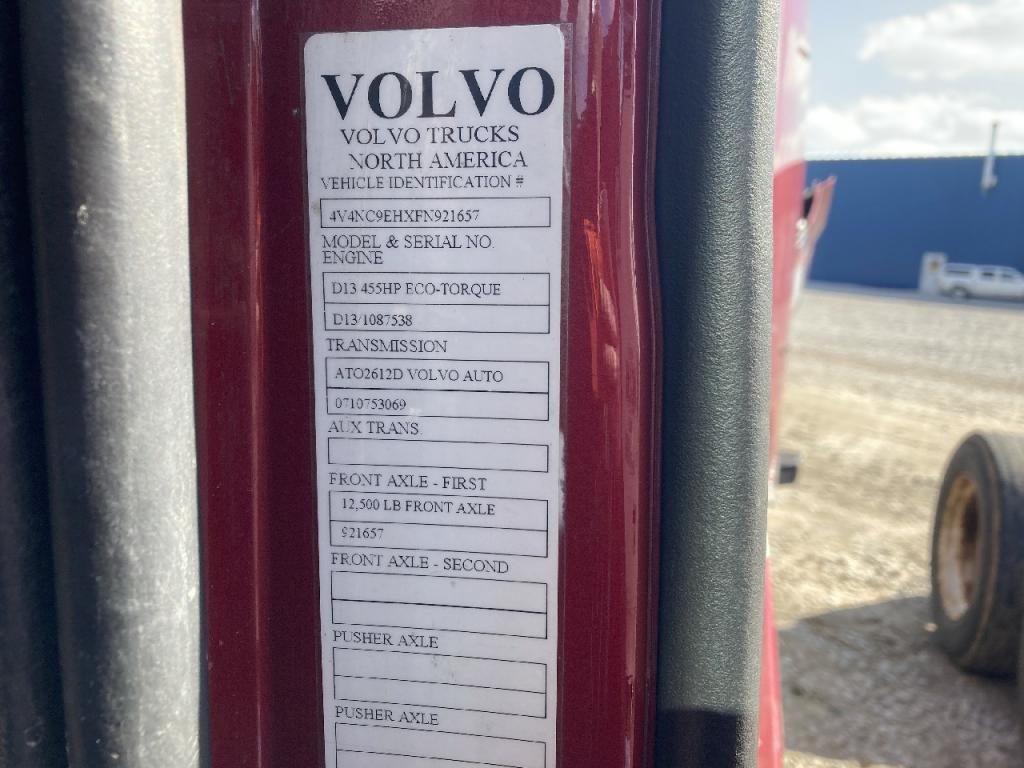 VOLVO
VOLVO TRUCKS
NORTH AMERICA
VEHICLE IDENTIFICATION #
4V4NC9EHXFN921657
MODEL & SERIAL NO.
ENGINE
D13 455HP ECO-TORQUE
D13/1087538
TRANSMISSION
ATO2612D VOLVO AUTO
0710753069
AUX TRANS.
FRONT AXLE - FIRST
12,500 LB FRONT AXLE
921657
FRONT AXLE - SECOND
PUSHER AXLE
PUSHER AXLE